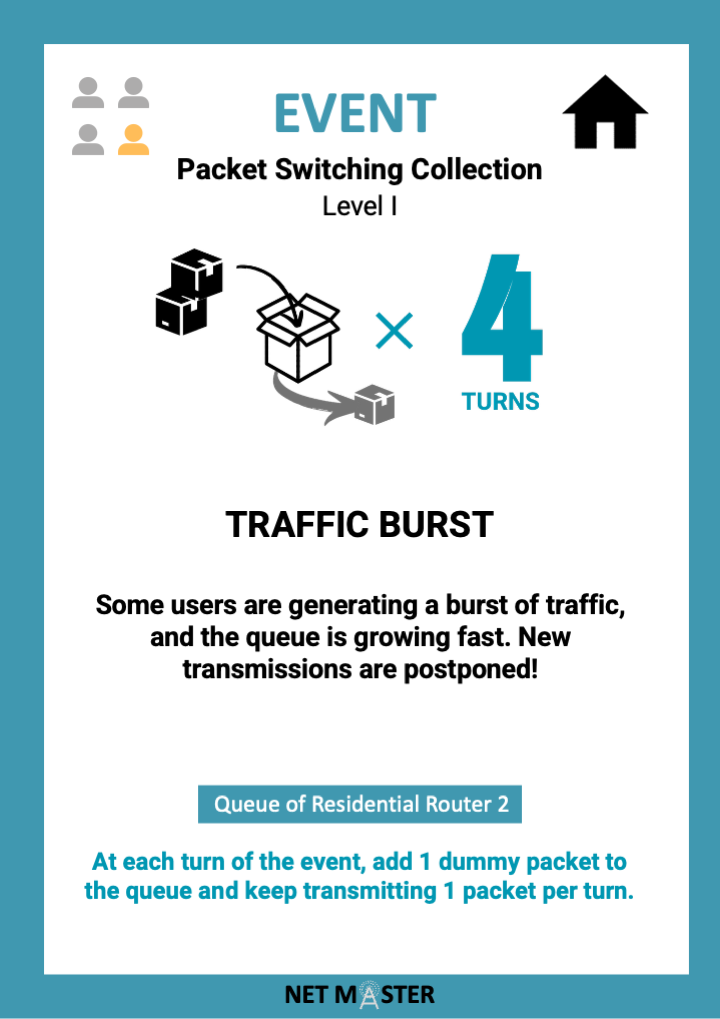 EVENT
Packet Switching Collection
Level I
4
TURNS
TRAFFIC BURST
Some users are generating a burst of traffic,
and the queue is growing fast. New
transmissions are postponed!
Queue of Residential Router 2
At each turn of the event, add 1 dummy packet to
the queue and keep transmitting 1 packet per turn.
NET MASTER